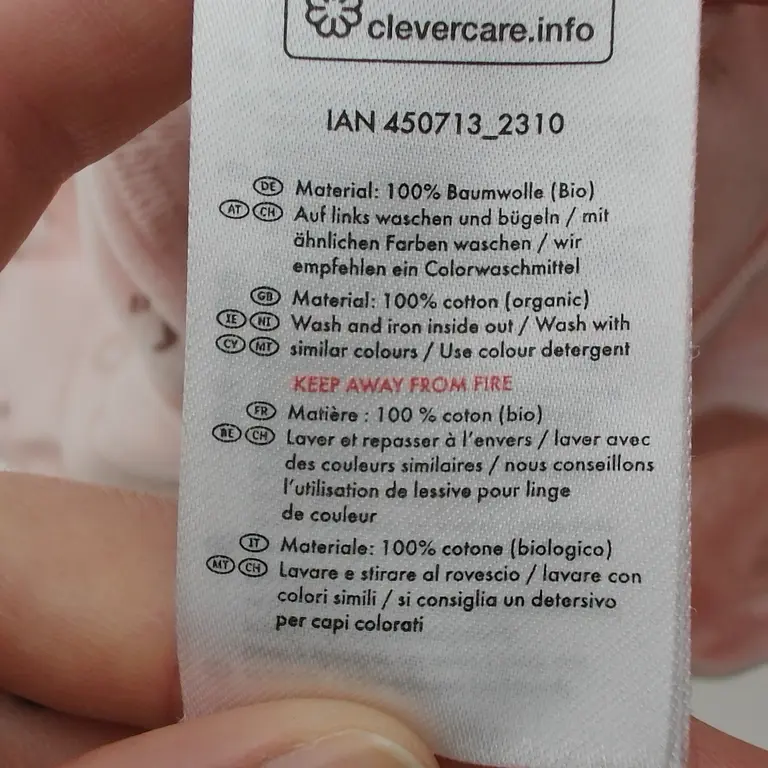 clevercare.info
IAN 450713_2310
DE Material: 100% Baumwolle (Bio)
AT CH Auf links waschen und bügeln / mit
ähnlichen Farben waschen / wir
empfehlen ein Colorwaschmittel
GB Material: 100% cotton (organic)
IE NI Wash and iron inside out / Wash with
CY MT similar colours / Use colour detergent
KEEP AWAY FROM FIRE
FR Matière : 100 % coton (bio)
BE CH Laver et repasser à l'envers / laver avec
des couleurs similaires / nous conseillons
l'utilisation de lessive pour linge
de couleur
IT Materiale: 100% cotone (biologico)
MT CH Lavare e stirare al rovescio / lavare con
colori simili / si consiglia un detersivo
per capi colorati